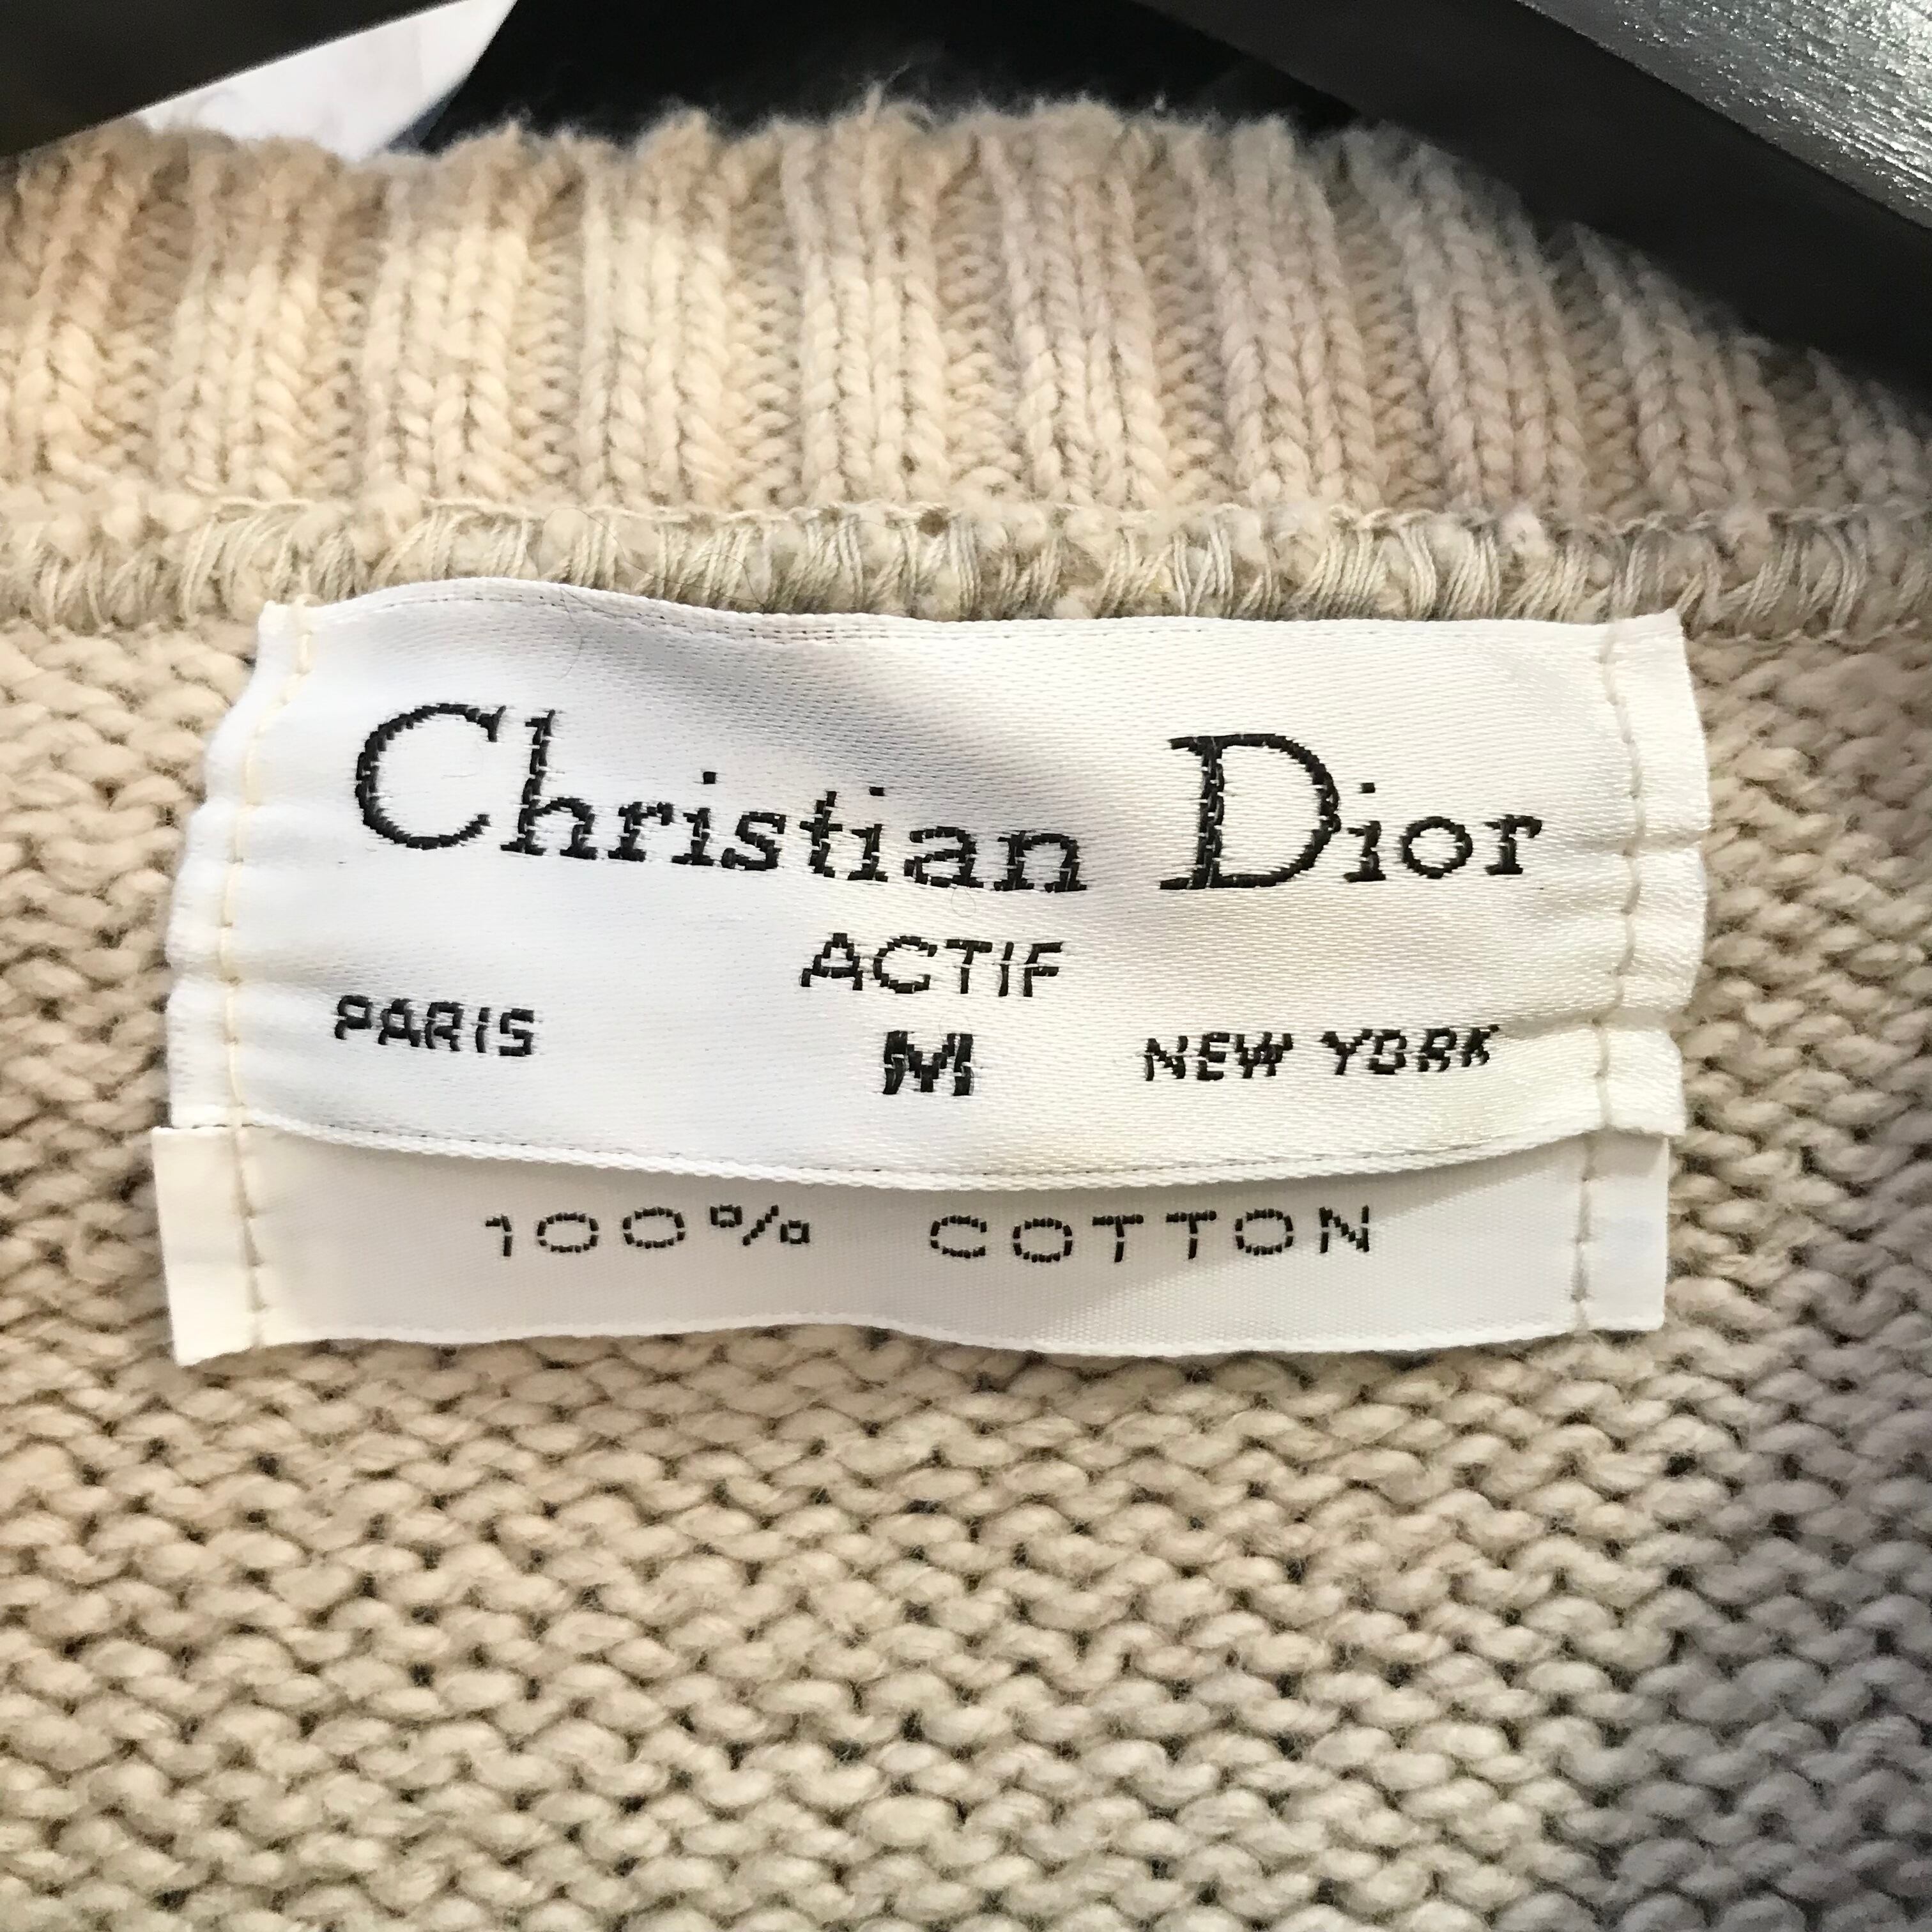 Christian Dior
ACTIF
PARIS M NEW YORK
100% COTTON